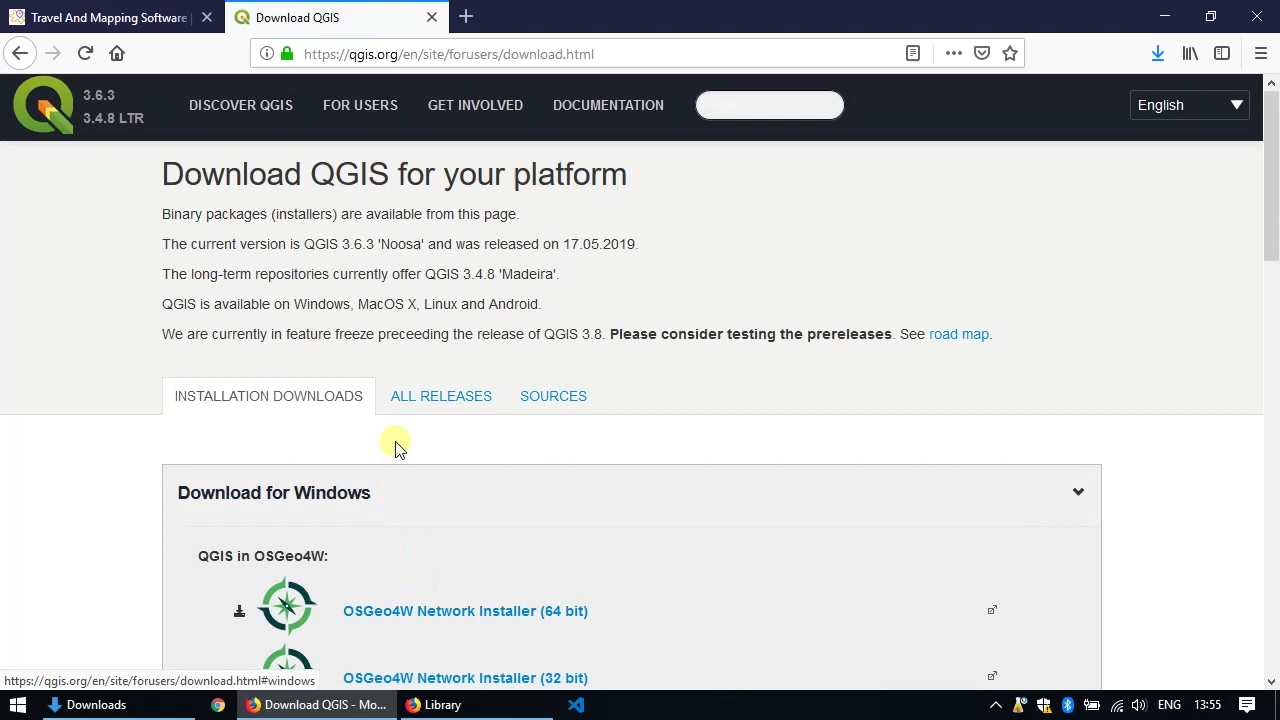 Travel And Mapping Software
Download QGIS
https://qgis.org/en/site/forusers/download.html
3.6.3
3.4.8 LTR
DISCOVER QGIS
FOR USERS
GET INVOLVED
DOCUMENTATION
English
Download QGIS for your platform
Binary packages (installers) are available from this page.
The current version is QGIS 3.6.3 'Noosa' and was released on 17.05.2019.
The long-term repositories currently offer QGIS 3.4.8 'Madeira'.
QGIS is available on Windows, MacOS X, Linux and Android.
We are currently in feature freeze preceeding the release of QGIS 3.8. Please consider testing the prereleases. See road map.
INSTALLATION DOWNLOADS
ALL RELEASES
SOURCES
Download for Windows
QGIS in OSGeo4W:
OSGeo4W Network Installer (64 bit)
OSGeo4W Network Installer (32 bit)
https://qgis.org/en/site/forusers/download.html#windows
Downloads
Download QGIS - Mo...
Library
ENG
13:55